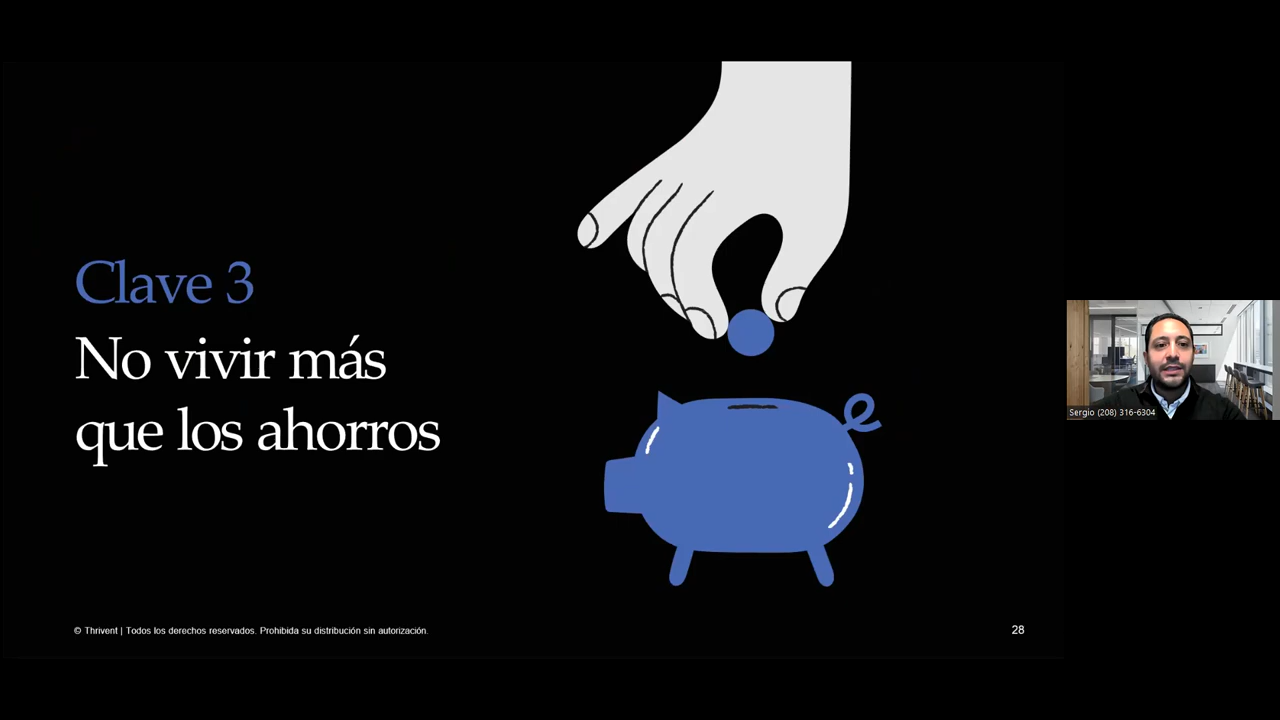 Clave 3
No vivir más
que los ahorros
Sergio (208) 316-6304
© Thrivent | Todos los derechos reservados. Prohibida su distribución sin autorización.
28